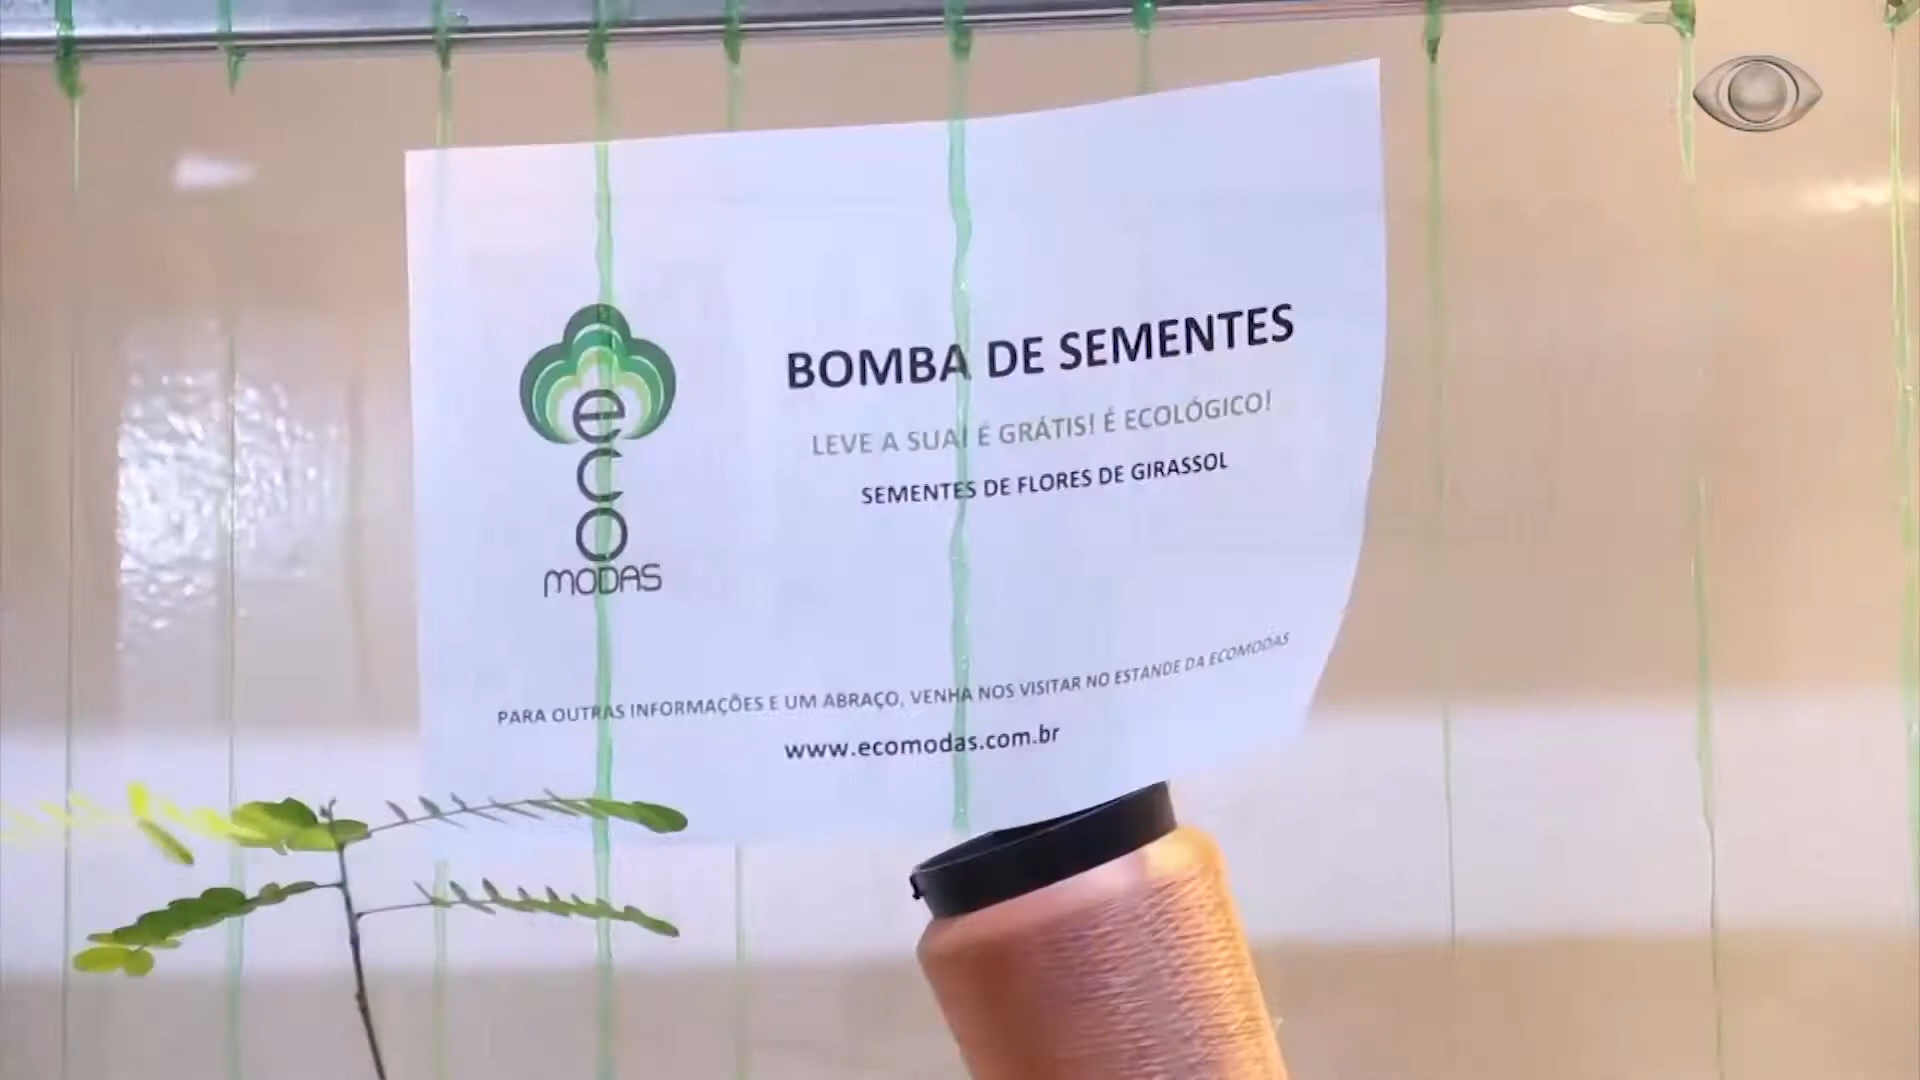 eco
MODAS
BOMBA DE SEMENTES
LEVE A SUA! É GRÁTIS! É ECOLÓGICO!
SEMENTES DE FLORES DE GIRASSOL
PARA OUTRAS INFORMAÇÕES E UM ABRAÇO, VENHA NOS VISITAR NO ESTANDE DA ECOMODAS
www.ecomodas.com.br